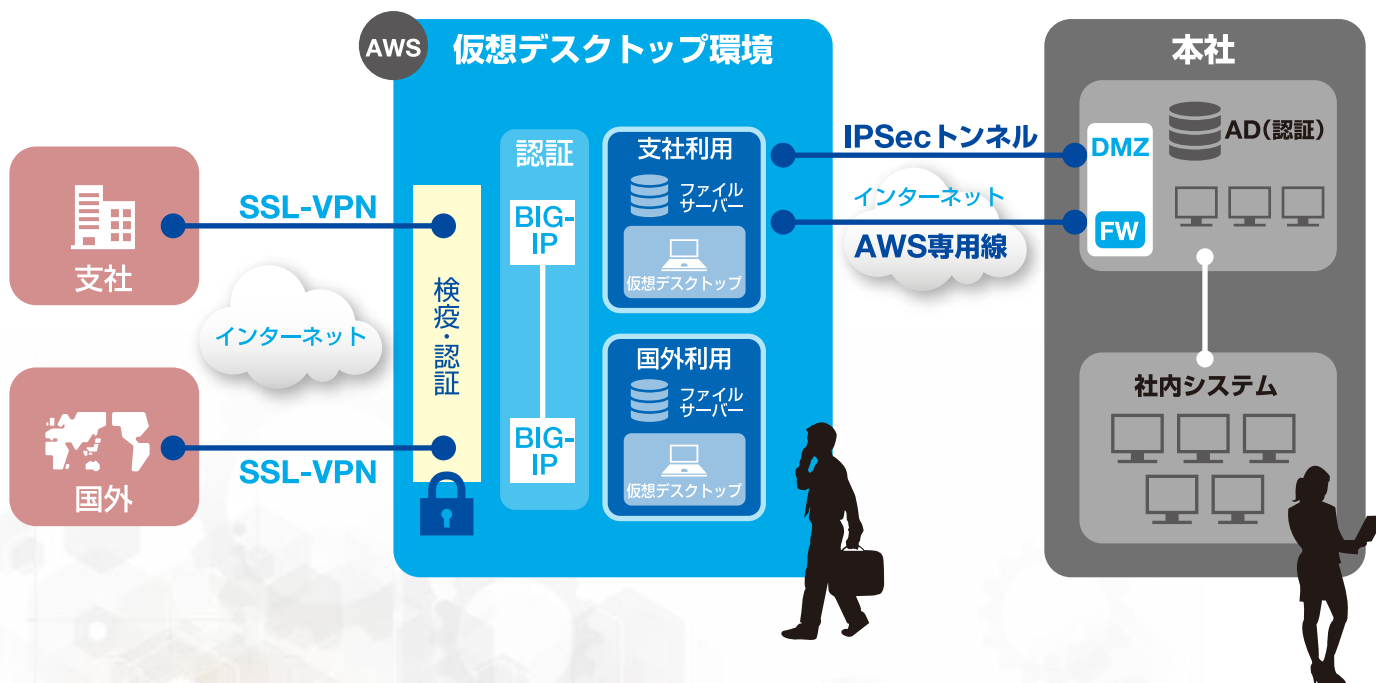 AWS
仮想デスクトップ環境
本社
支社
国外
SSL-VPN
インターネット
SSL-VPN
検疫・認証
認証
BIG-
IP
BIG-
IP
支社利用
ファイル
サーバー
仮想デスクトップ
国外利用
ファイル
サーバー
仮想デスクトップ
IPSecトンネル
インターネット
AWS専用線
DMZ
FW
AD(認証)
社内システム